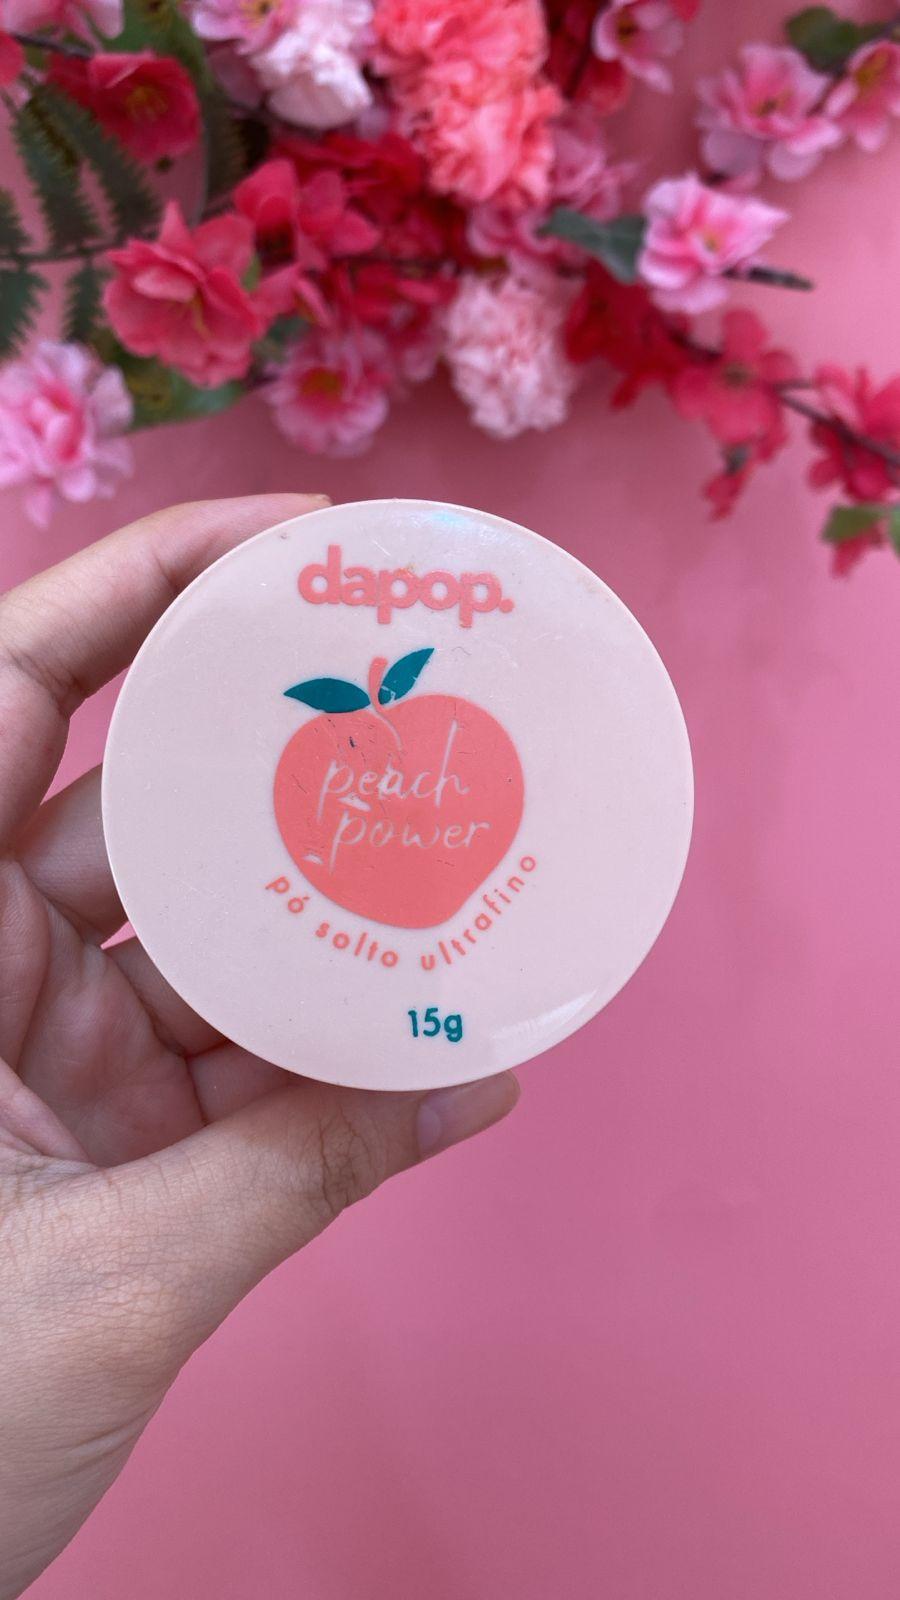 dapop.
peach
power
pó solto ultrafino
15g